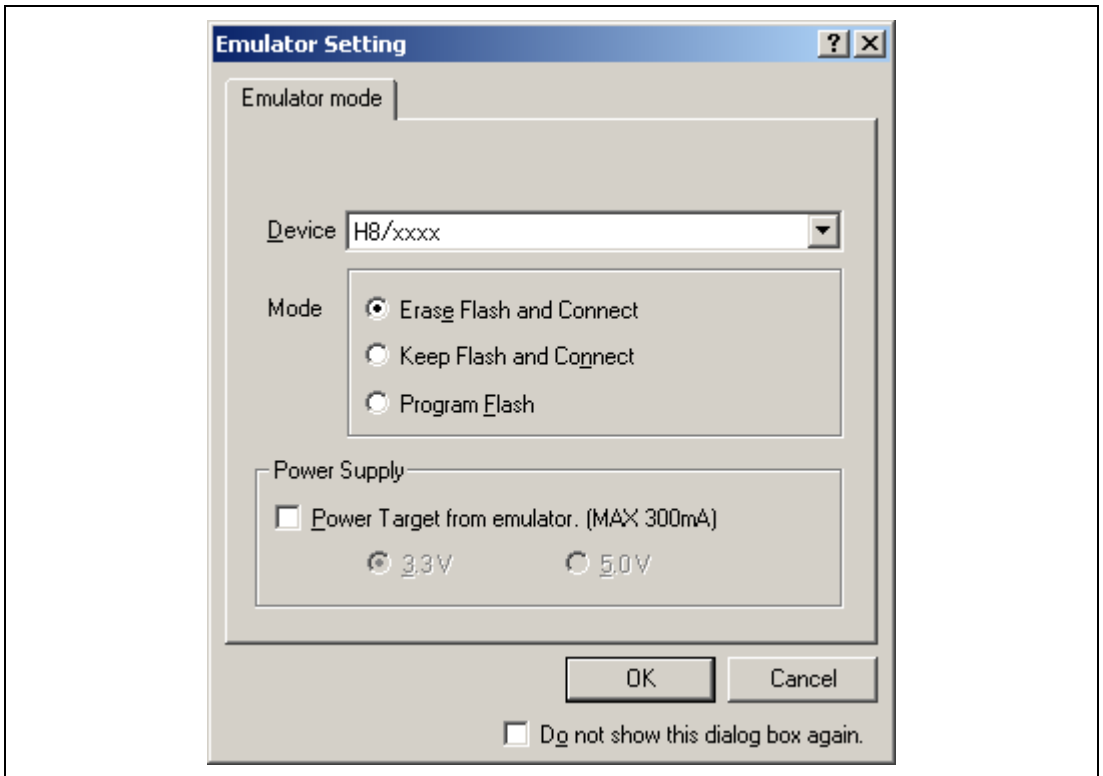 Emulator Setting
Emulator mode
Device H8/xxxx
Mode
Erase Flash and Connect
Keep Flash and Connect
Program Flash
Power Supply
Power Target from emulator. (MAX 300mA)
3.3V 5.0V
OK Cancel
Do not show this dialog box again.